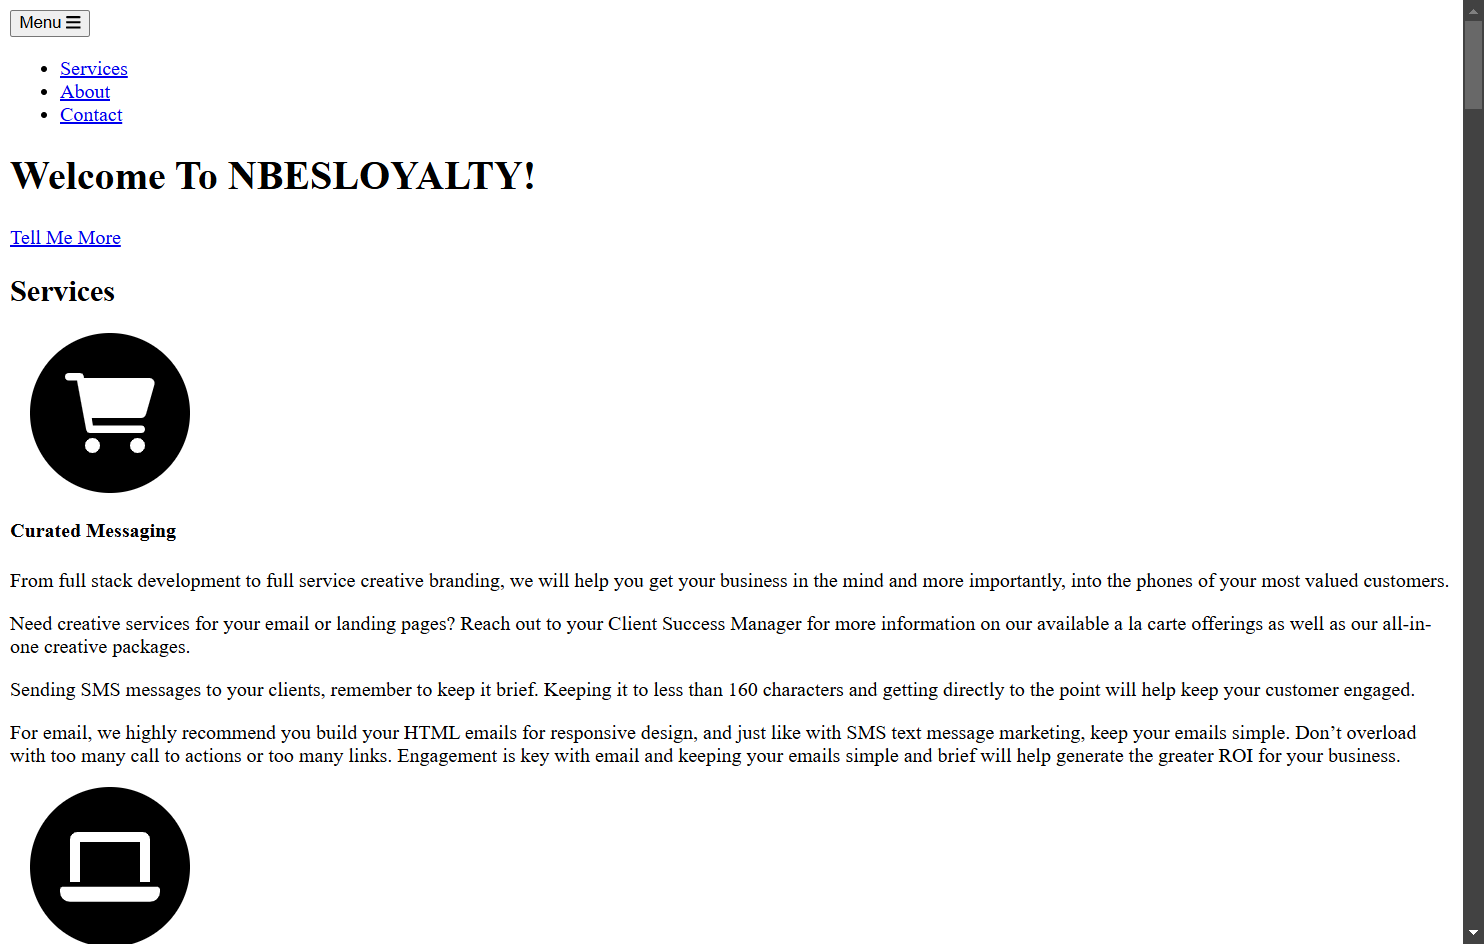 Menu
Services
About
Contact
Welcome To NBESLOYALTY!
Tell Me More
Services
Curated Messaging
From full stack development to full service creative branding, we will help you get your business in the mind and more importantly, into the phones of your most valued customers.
Need creative services for your email or landing pages? Reach out to your Client Success Manager for more information on our available a la carte offerings as well as our all-in-
one creative packages.
Sending SMS messages to your clients, remember to keep it brief. Keeping it to less than 160 characters and getting directly to the point will help keep your customer engaged.
For email, we highly recommend you build your HTML emails for responsive design, and just like with SMS text message marketing, keep your emails simple. Don’t overload
with too many call to actions or too many links. Engagement is key with email and keeping your emails simple and brief will help generate the greater ROI for your business.